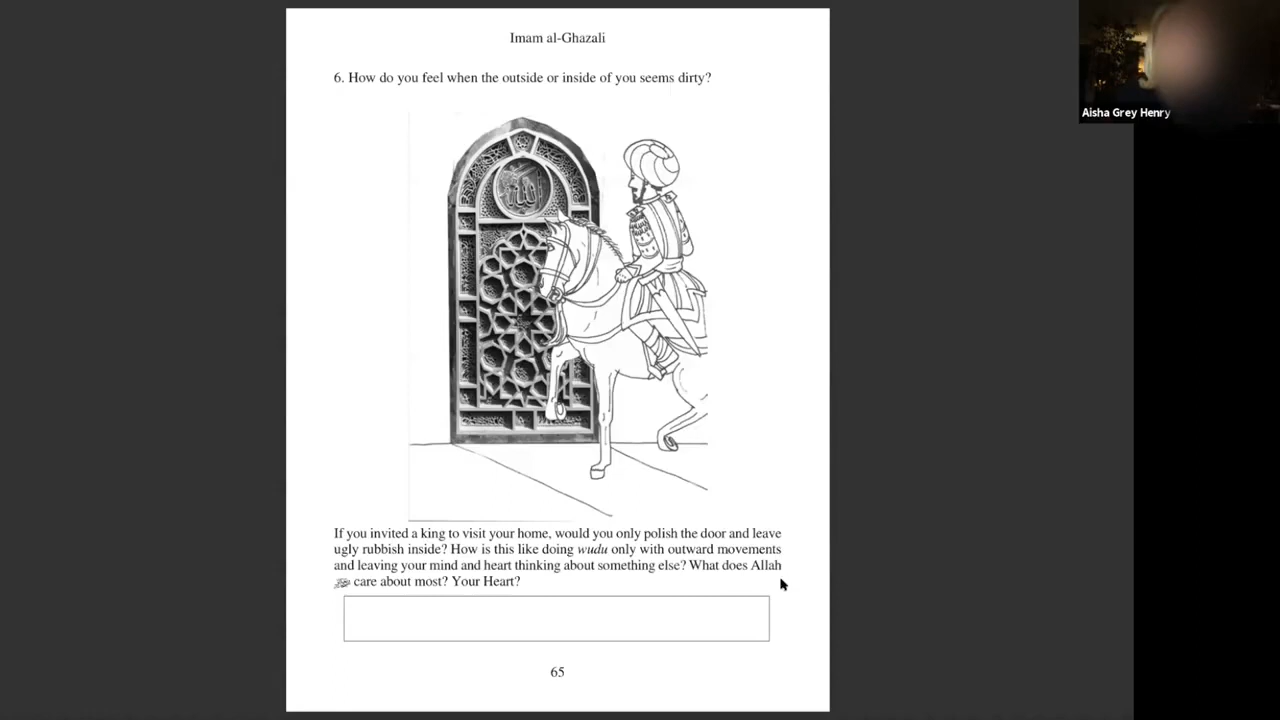 Imam al-Ghazali
6. How do you feel when the outside or inside of you seems dirty?
الله
If you invited a king to visit your home, would you only polish the door and leave
ugly rubbish inside? How is this like doing wudu only with outward movements
and leaving your mind and heart thinking about something else? What does Allah
care about most? Your Heart?
65
Aisha Grey Henry